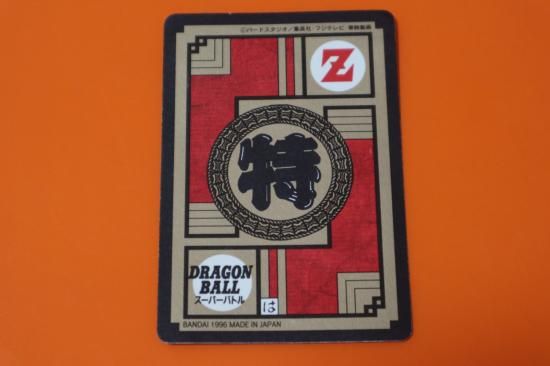 ©バードスタジオ/集英社・フジテレビ・東映動画
Z
特
DRAGON
BALL
スーパーバトル
は
BANDAI 1996 MADE IN JAPAN